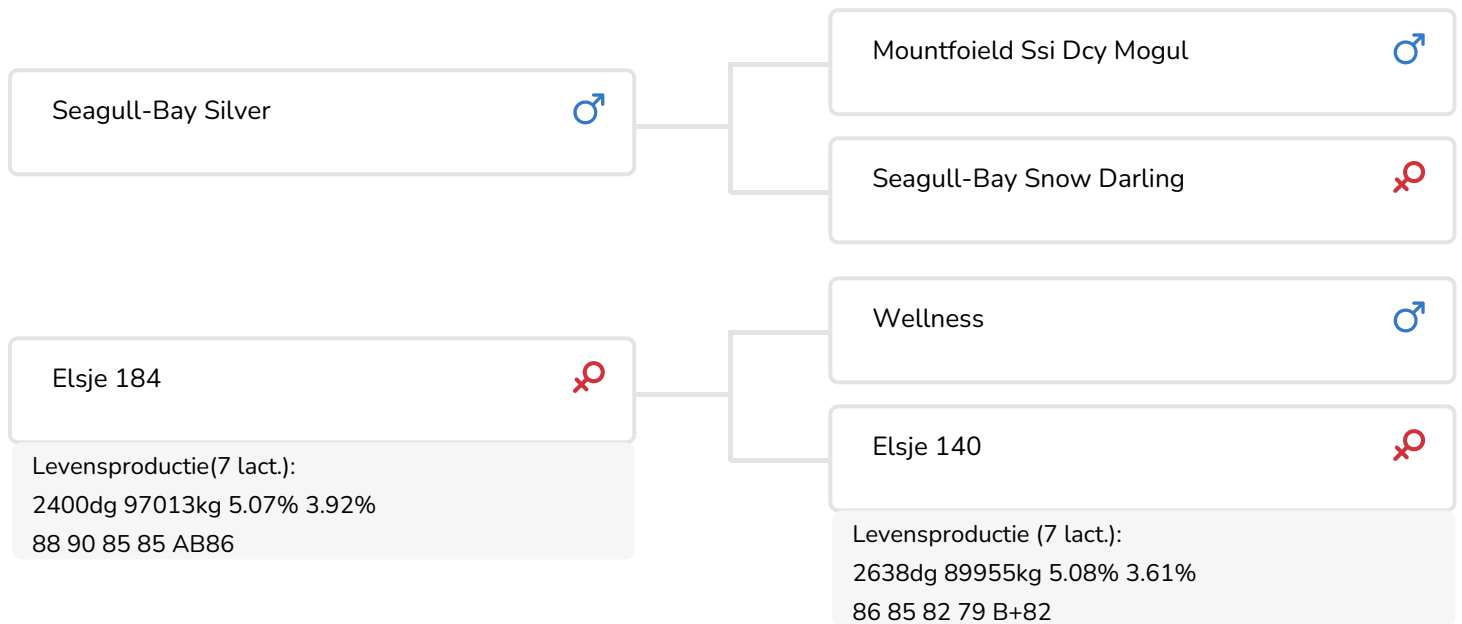 Seagull-Bay Silver
Mountfoield Ssi Dcy Mogul
Seagull-Bay Snow Darling
Elsje 184
Levensproductie(7 lact.):
2400dg 97013kg 5.07% 3.92%
88 90 85 85 AB86
Wellness
Elsje 140
Levensproductie (7 lact.):
2638dg 89955kg 5.08% 3.61%
86 85 82 79 B+82